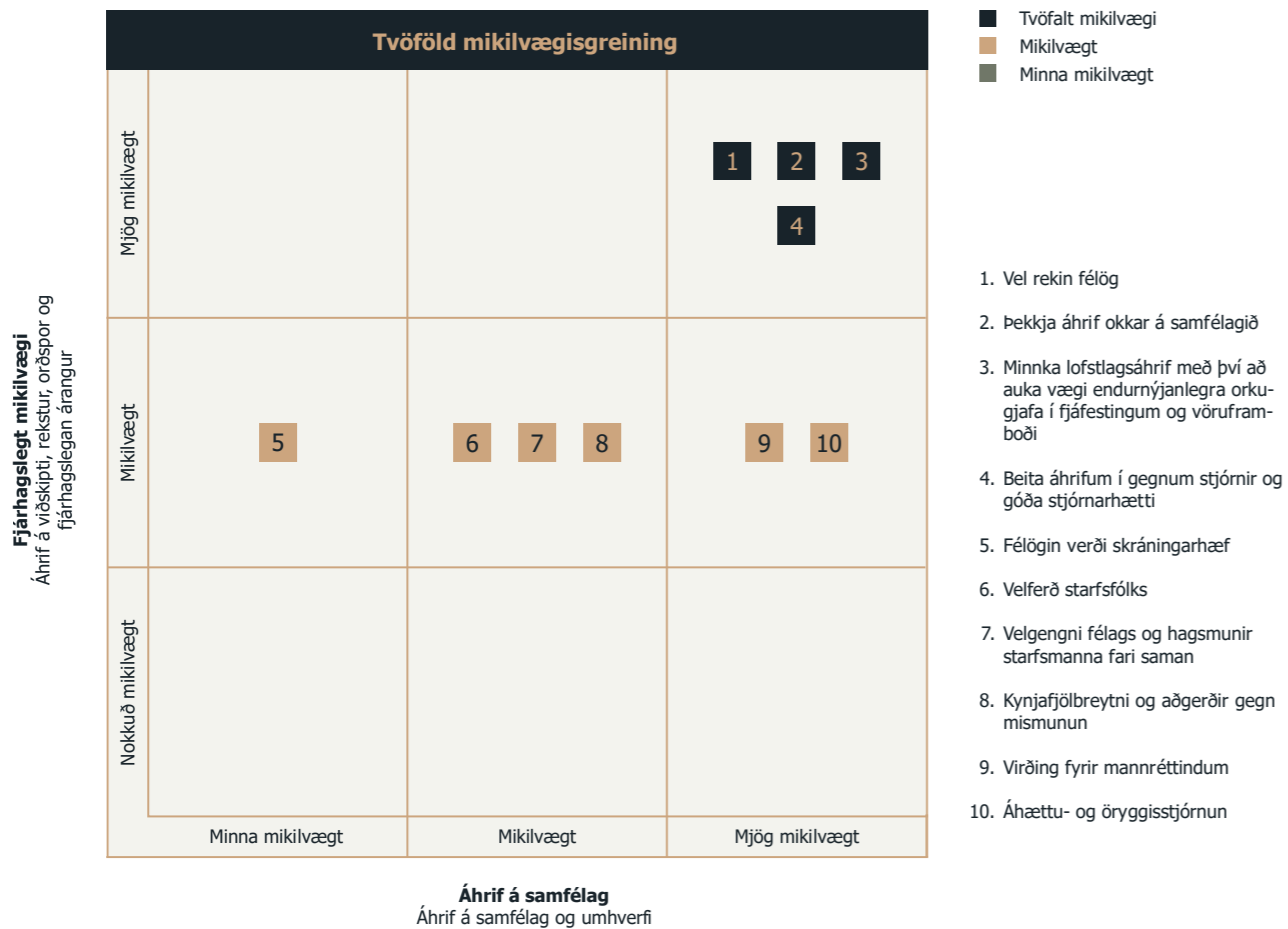 Tvöföld mikilvægisgreining
Tvöfalt mikilvægi
Mikilvægt
Minna mikilvægt
Fjárhagslegt mikilvægi
Áhrif á viðskipti, rekstur, orðspor og
fjárhagslegan árangur
Mjög mikilvægt
1 2 3
4
Mikilvægt
5 6 7 8 9 10
Nokkuð mikilvægt
Minna mikilvægt Mikilvægt Mjög mikilvægt
Áhrif á samfélag
Áhrif á samfélag og umhverfi
1. Vel rekin félög
2. Þekkja áhrif okkar á samfélagið
3. Minnka lofstlagsáhrif með því að
auka vægi endurnýjanlegra orku-
gjafa í fjáfestingum og vörufram-
boði
4. Beita áhrifum í gegnum stjórnir og
góða stjórnarhætti
5. Félögin verði skráningarhæf
6. Velferð starfsfólks
7. Velgengni félags og hagsmunir
starfsmanna fari saman
8. Kynjafjölbreytni og aðgerðir gegn
mismunun
9. Virðing fyrir mannréttindum
10. Áhættu- og öryggisstjórnun